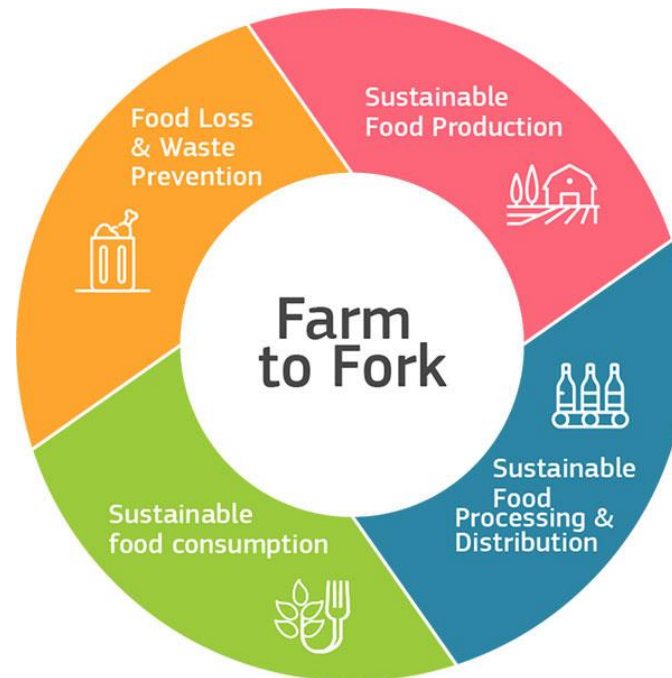 Food Loss
& Waste
Prevention
Sustainable
Food Production
Farm
to Fork
Sustainable
Food
Processing &
Distribution
Sustainable
food consumption